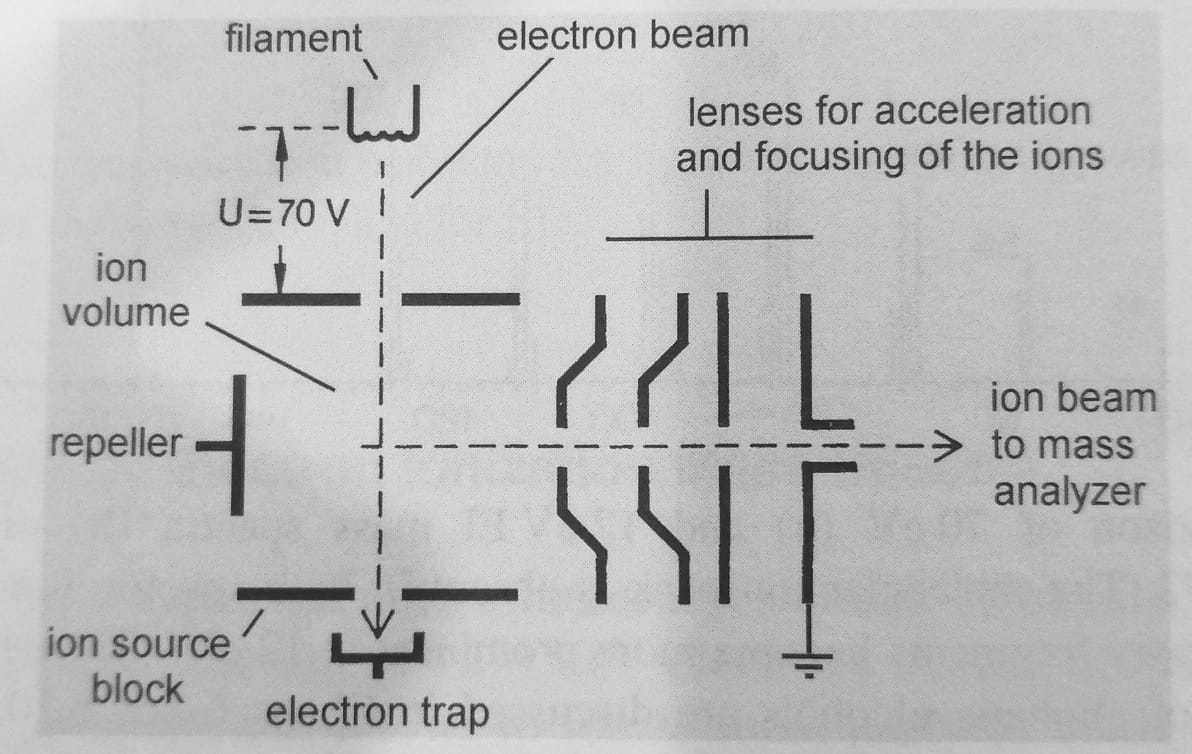 filament
electron beam
lenses for acceleration
and focusing of the ions
U=70 V
ion
volume
repeller
ion beam
to mass
analyzer
ion source
block
electron trap